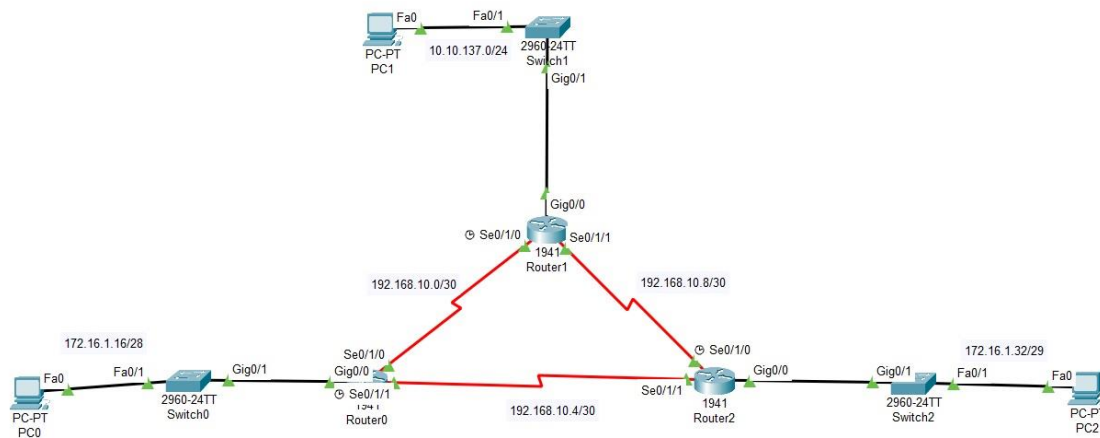 Fa0
Fa0/1
PC-PT
PC1
10.10.137.0/24
2960-24TT
Switch1
Gig0/1
Gig0/0
Se0/1/0
Se0/1/1
1941
Router1
192.168.10.0/30
192.168.10.8/30
172.16.1.16/28
Fa0
Fa0/1
Gig0/1
PC-PT
PC0
2960-24TT
Switch0
Se0/1/0
Gig0/0
Se0/1/1
1941
Router0
192.168.10.4/30
Se0/1/0
Se0/1/1
Gig0/0
1941
Router2
172.16.1.32/29
Gig0/1
Fa0/1
Fa0
2960-24TT
Switch2
PC-PT
PC2